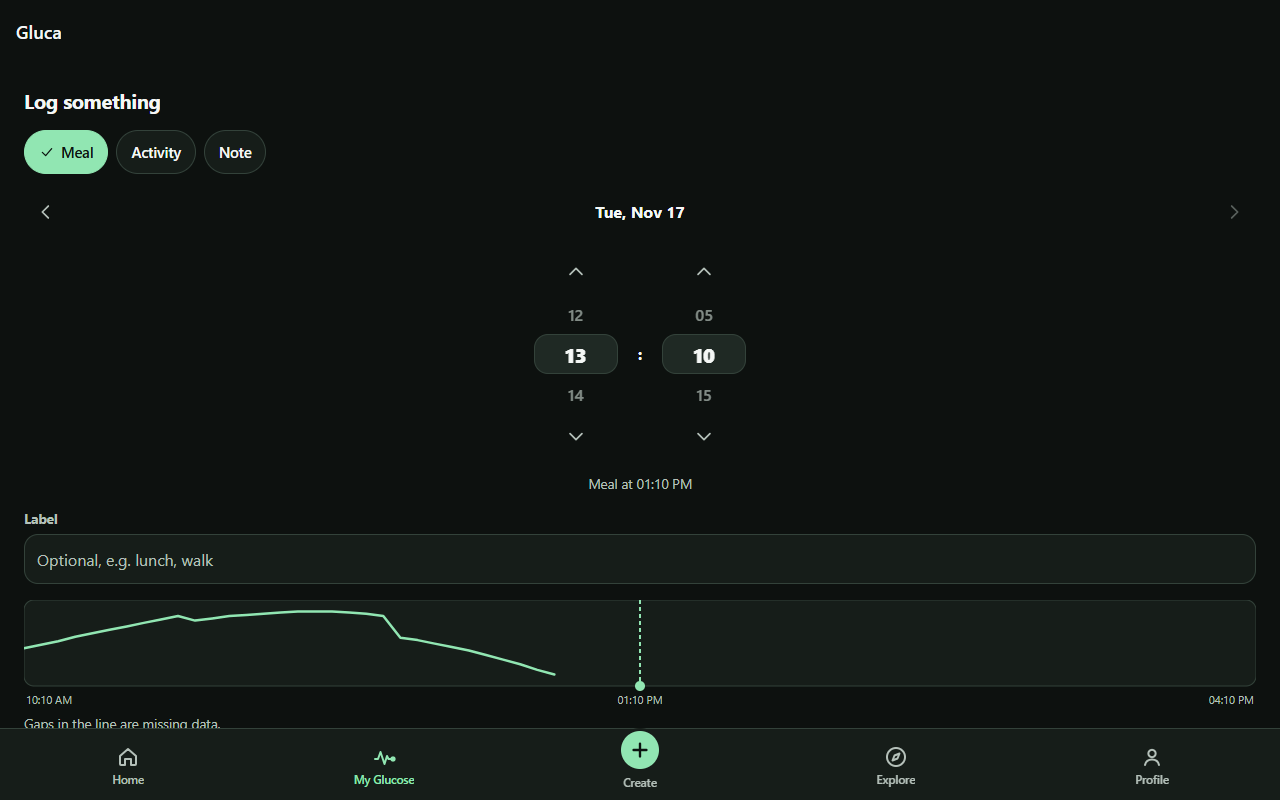 Gluca
Log something
Meal
Activity
Note
Tue, Nov 17
12
05
13 : 10
14
15
Meal at 01:10 PM
Label
Optional, e.g. lunch, walk
10:10 AM
01:10 PM
04:10 PM
Gaps in the line are missing data.
Home
My Glucose
Create
Explore
Profile